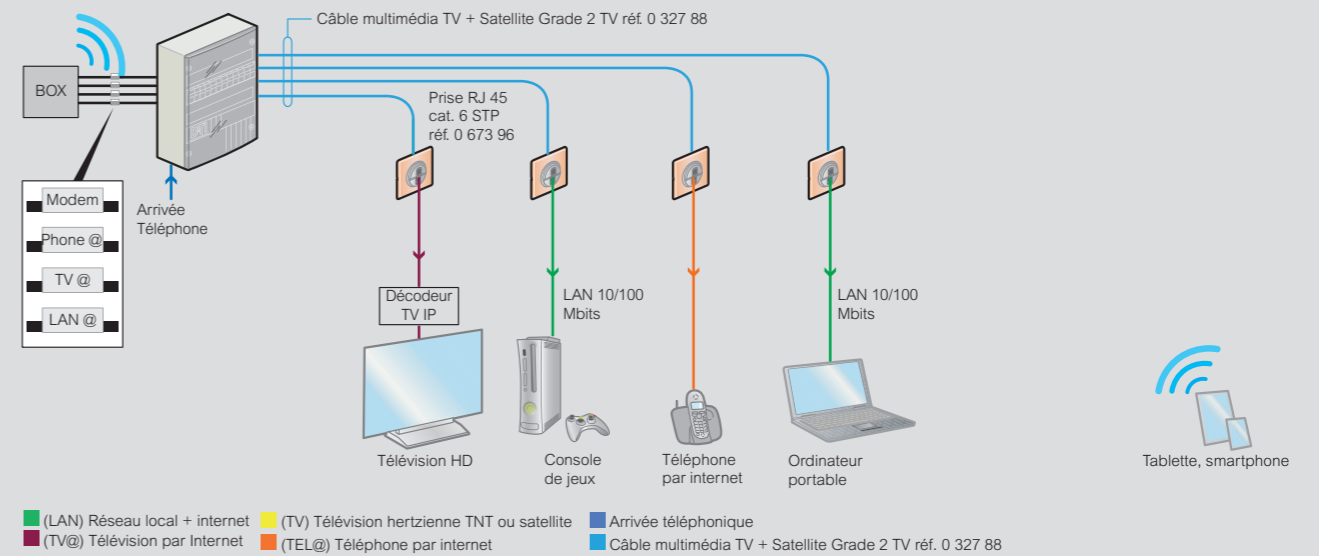 Câble multimédia TV + Satellite Grade 2 TV réf. 0 327 88
BOX
Prise RJ 45
cat. 6 STP
réf. 0 673 96
Modem
Phone @
TV @
LAN @
Arrivée
Téléphone
Décodeur
TV IP
LAN 10/100
Mbits
LAN 10/100
Mbits
Télévision HD
Console
de jeux
Téléphone
par internet
Ordinateur
portable
Tablette, smartphone
(LAN) Réseau local + internet
(TV) Télévision hertzienne TNT ou satellite
Arrivée téléphonique
(TV@) Télévision par Internet
(TEL@) Téléphone par internet
Câble multimédia TV + Satellite Grade 2 TV réf. 0 327 88